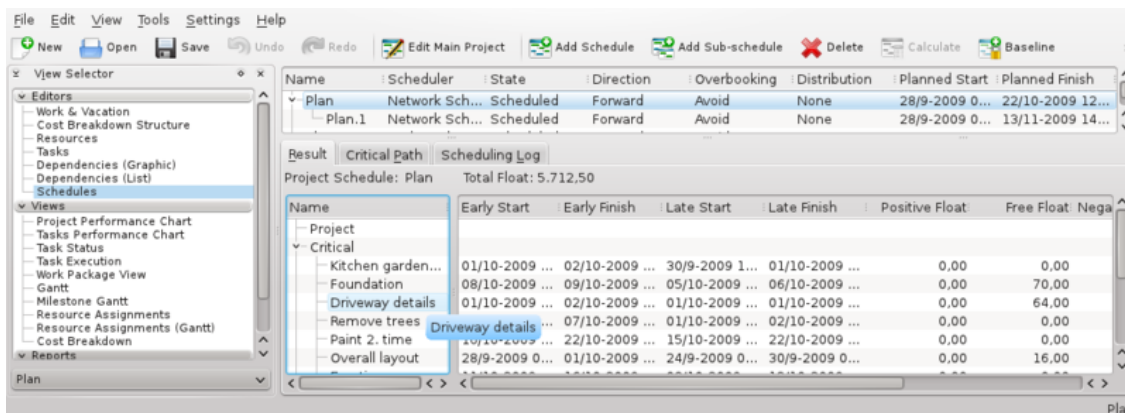 File Edit View Tools Settings Help
New Open Save Undo Redo Edit Main Project Add Schedule Add Sub-schedule Delete Calculate Baseline
View Selector
Editors
Work & Vacation
Cost Breakdown Structure
Resources
Tasks
Dependencies (Graphic)
Dependencies (List)
Schedules
Views
Project Performance Chart
Tasks Performance Chart
Task Status
Task Execution
Work Package View
Gantt
Milestone Gantt
Resource Assignments
Resource Assignments (Gantt)
Cost Breakdown
Reports
Plan
Name Scheduler State Direction Overbooking Distribution Planned Start Planned Finish
Plan Network Sch... Scheduled Forward Avoid None 28/9-2009 0... 22/10-2009 12...
Plan.1 Network Sch... Scheduled Forward Avoid None 28/9-2009 0... 13/11-2009 14...
Result Critical Path Scheduling Log
Project Schedule: Plan Total Float: 5.712,50
Name Early Start Early Finish Late Start Late Finish Positive Float Free Float Nega
Project
Critical
Kitchen garden... 01/10-2009 ... 02/10-2009 ... 30/9-2009 1... 01/10-2009 ... 0,00 0,00
Foundation 08/10-2009 ... 09/10-2009 ... 05/10-2009 ... 06/10-2009 ... 0,00 70,00
Driveway details 01/10-2009 ... 02/10-2009 ... 01/10-2009 ... 01/10-2009 ... 0,00 64,00
Remove trees ... 07/10-2009 ... 01/10-2009 ... 02/10-2009 ... 0,00 0,00
Driveway details
Paint 2. time ... 22/10-2009 ... 15/10-2009 ... 22/10-2009 ... 0,00 0,00
Overall layout 28/9-2009 0... 01/10-2009 ... 24/9-2009 0... 30/9-2009 0... 0,00 16,00
Pla